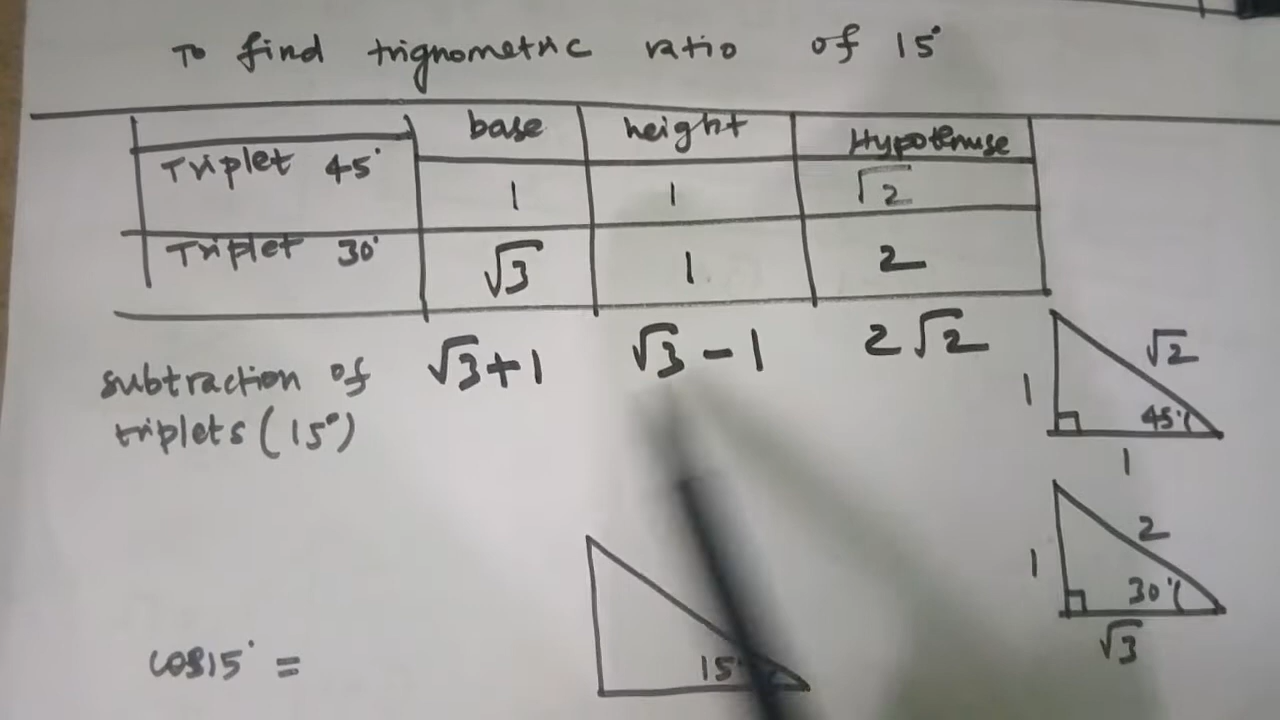 To find trignometric ratio of 15°
base height Hypotenuse
Triplet 45° 1 1 √2
Triplet 30° √3 1 2
subtraction of triplets (15°) √3+1 √3-1 2√2
1 √2 45° 1
1 2 30° √3
15°
cos15° =